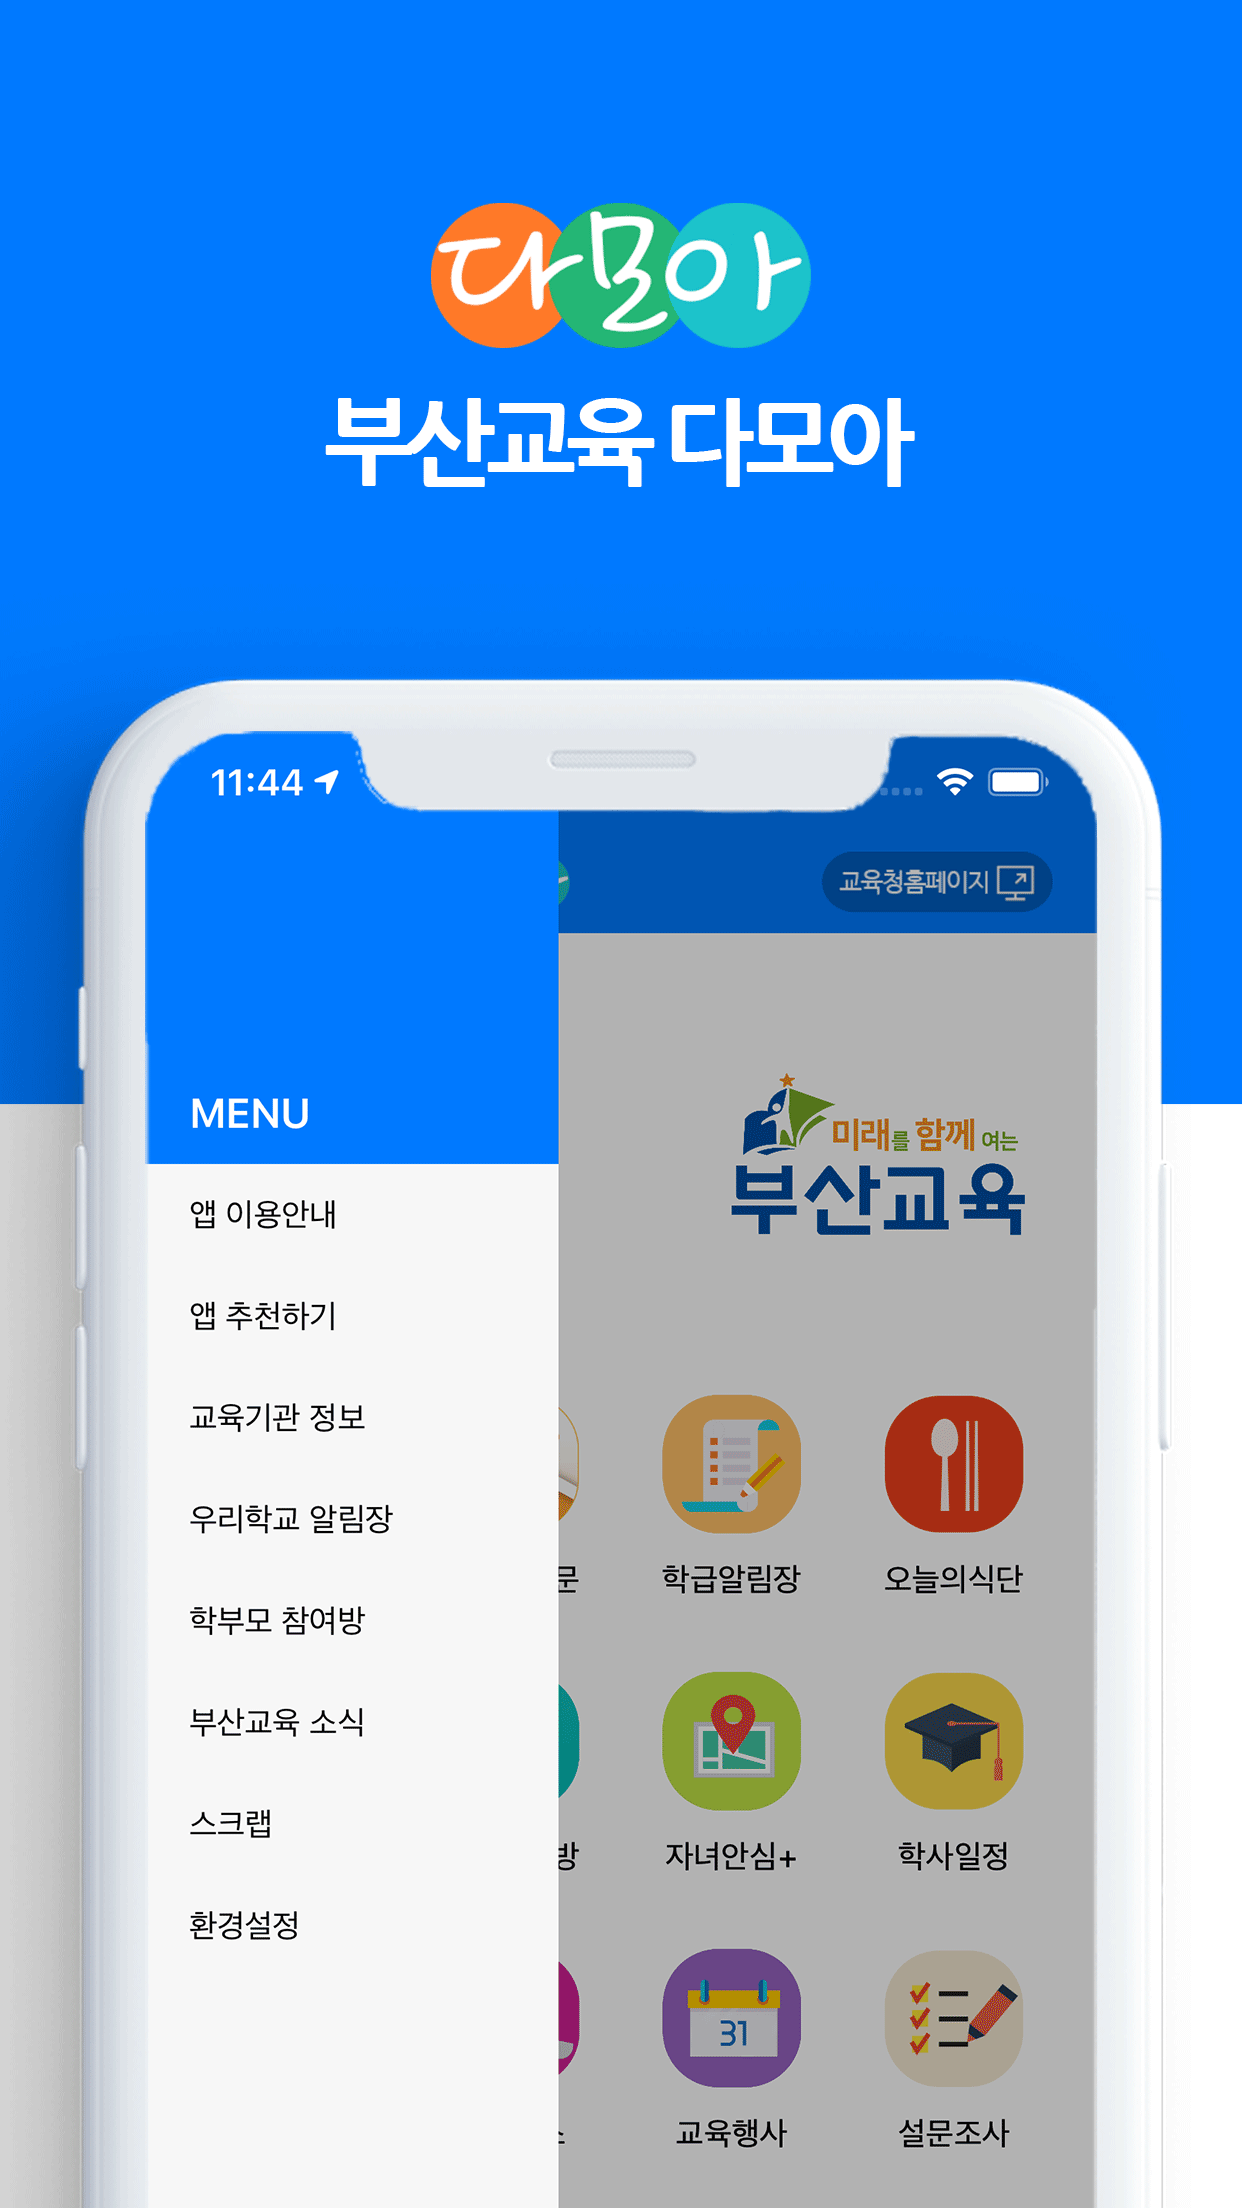 다모아
부산교육 다모아
11:44
교육청홈페이지
MENU
앱 이용안내
앱 추천하기
교육기관 정보
우리학교 알림장
학부모 참여방
부산교육 소식
스크랩
환경설정
미래를 함께 여는
부산교육
문 학급알림장 오늘의식단
방 자녀안심+ 학사일정
31
교육행사 설문조사